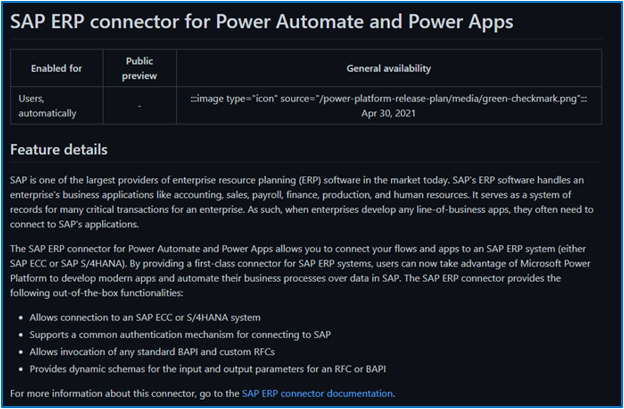 SAP ERP connector for Power Automate and Power Apps
Enabled for
Public
preview
General availability
Users,
automatically
-
:::image type="icon" source="/power-platform-release-plan/media/green-checkmark.png":::
Apr 30, 2021
Feature details
SAP is one of the largest providers of enterprise resource planning (ERP) software in the market today. SAP's ERP software handles an
enterprise's business applications like accounting, sales, payroll, finance, production, and human resources. It serves as a system of
records for many critical transactions for an enterprise. As such, when enterprises develop any line-of-business apps, they often need to
connect to SAP's applications.
The SAP ERP connector for Power Automate and Power Apps allows you to connect your flows and apps to an SAP ERP system (either
SAP ECC or SAP S/4HANA). By providing a first-class connector for SAP ERP systems, users can now take advantage of Microsoft Power
Platform to develop modern apps and automate their business processes over data in SAP. The SAP ERP connector provides the
following out-of-the-box functionalities:
• Allows connection to an SAP ECC or S/4HANA system
• Supports a common authentication mechanism for connecting to SAP
• Allows invocation of any standard BAPI and custom RFCs
• Provides dynamic schemas for the input and output parameters for an RFC or BAPI
For more information about this connector, go to the SAP ERP connector documentation.